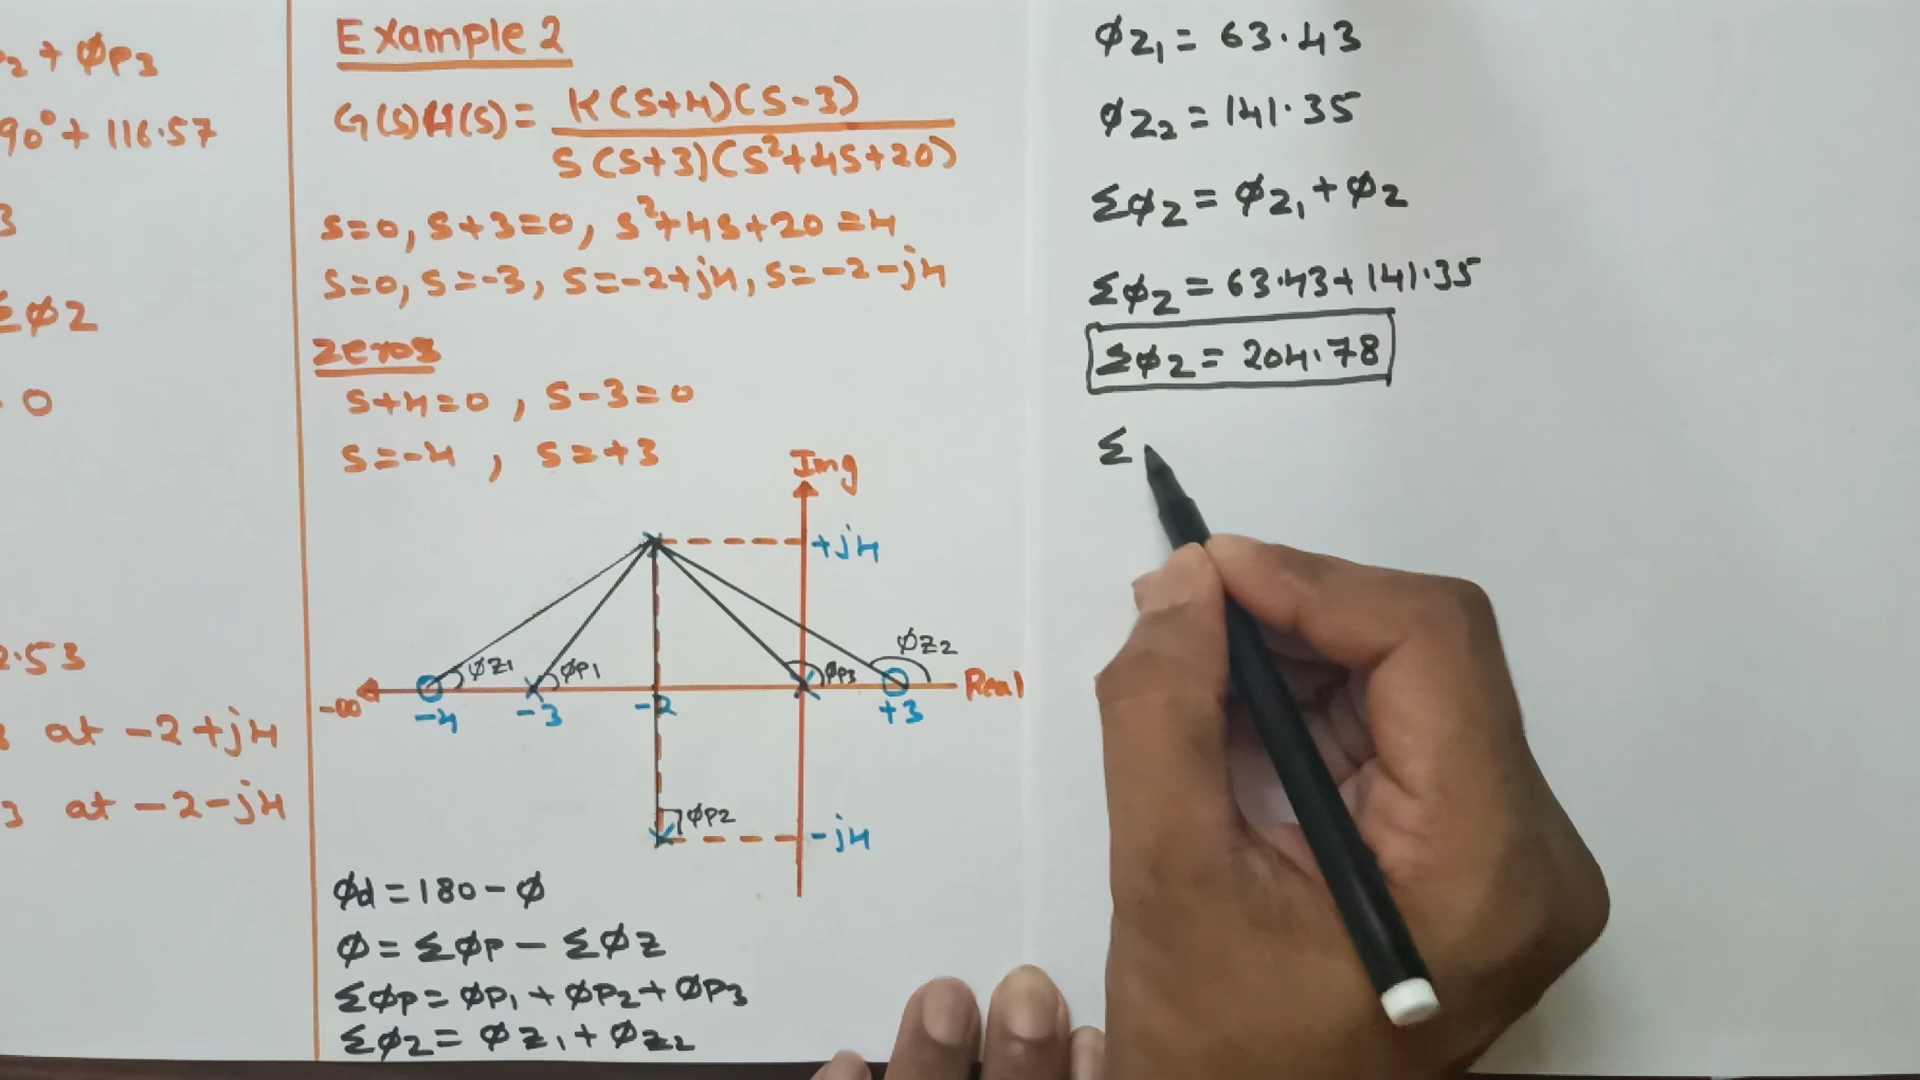 2 + φP3
90° + 116.57
3
Σφz
- 0
2.53
at -2+j4
3 at -2-j4
Example 2
G(s)H(s) = K(s+4)(s-3)
s(s+3)(s²+4s+20)
s=0, s+3=0, s²+4s+20=4
s=0, s=-3, s=-2+j4, s=-2-j4
zeros
s+4=0, s-3=0
s=-4, s=+3
Img
+j4
φz1 φP1 φP3 φz2
-∞ -4 -3 -2 +3 Real
φP2
-j4
φd = 180 - φ
φ = Σφp - Σφz
Σφp = φp1 + φp2 + φp3
Σφz = φz1 + φz2
φz1 = 63.43
φz2 = 141.35
Σφz = φz1 + φz
Σφz = 63.43 + 141.35
Σφz = 204.78
Σ